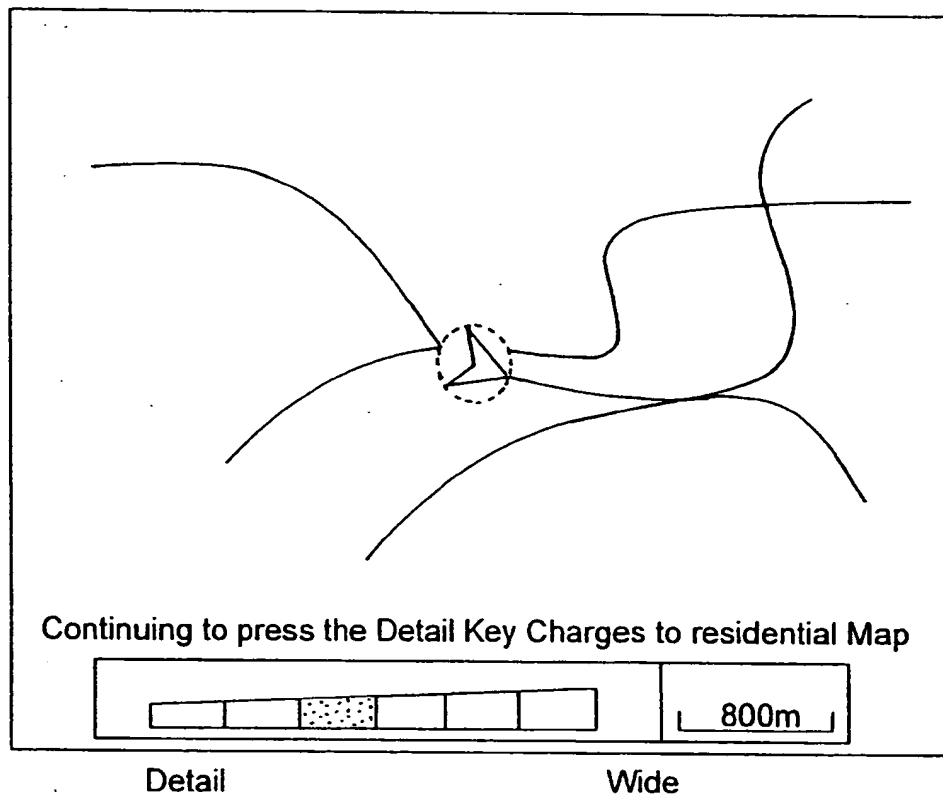 Continuing to press the Detail Key Charges to residential Map
800m
Detail Wide